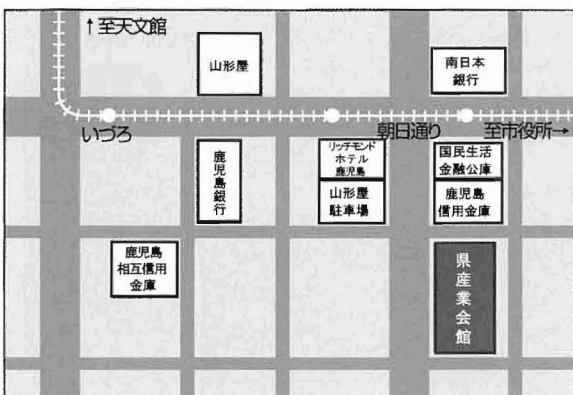 ↑至天文館
山形屋
南日本
銀行
いづろ
朝日通り
至市役所→
鹿児島銀行
リッチモンド
ホテル
鹿児島
山形屋
駐車場
国民生活
金融公庫
鹿児島
信用金庫
鹿児島
相互信用
金庫
県産業会館